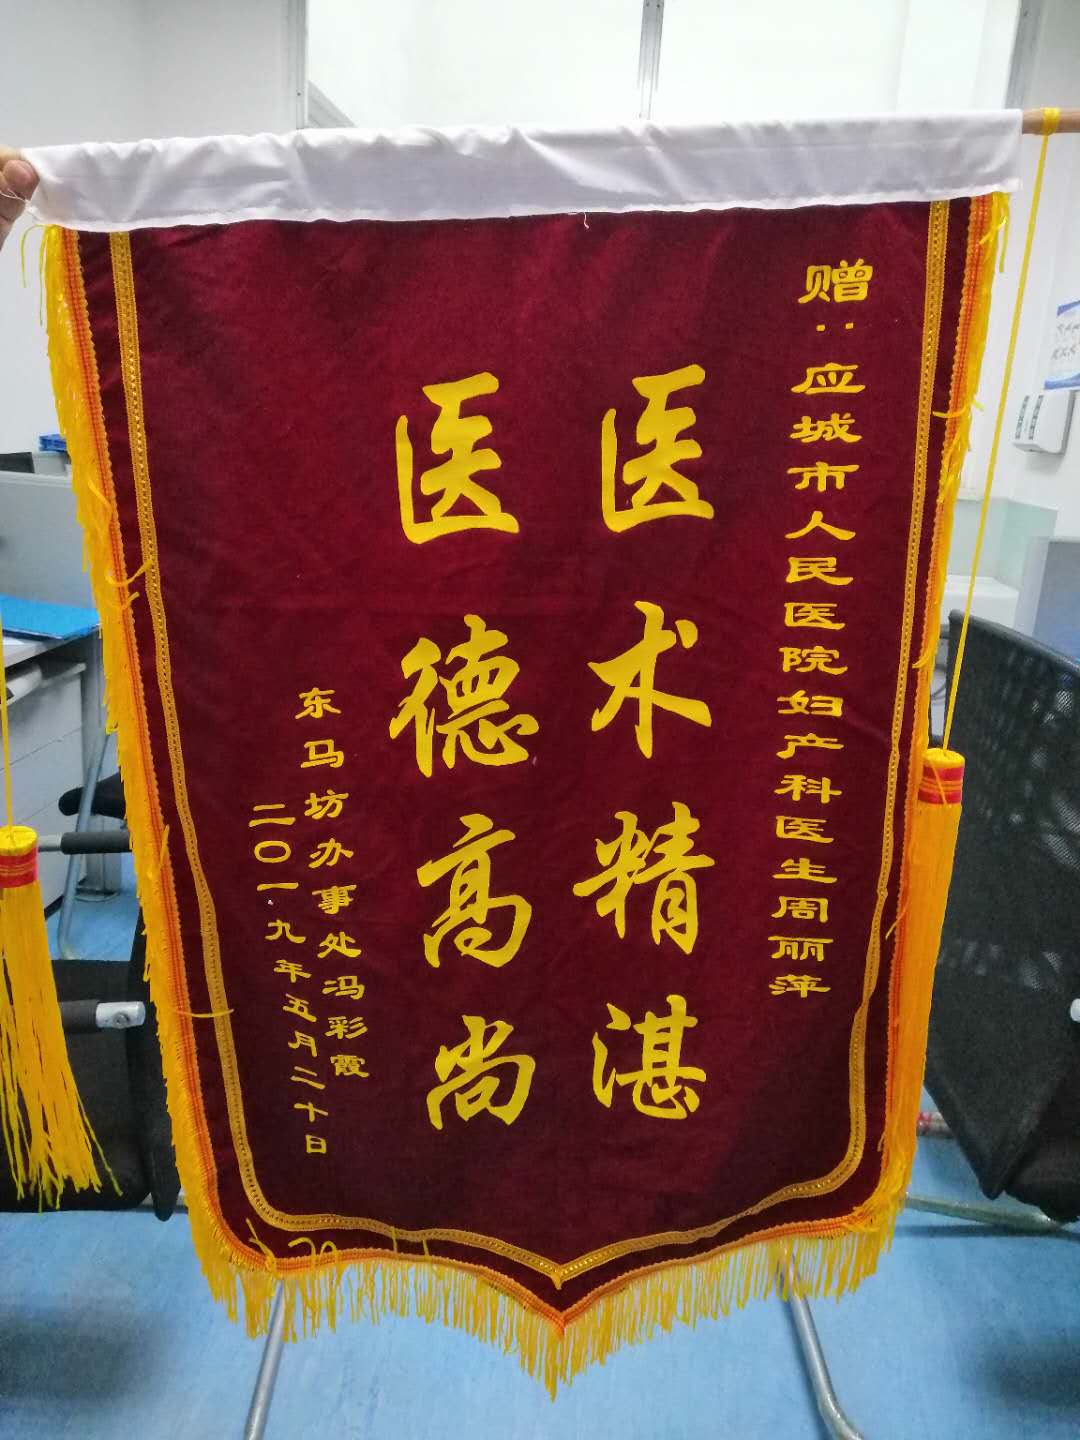 赠：应城市人民医院妇产科医生周丽萍
医术精湛
医德高尚
东马坊办事处冯彩霞
二〇一九年五月二十日